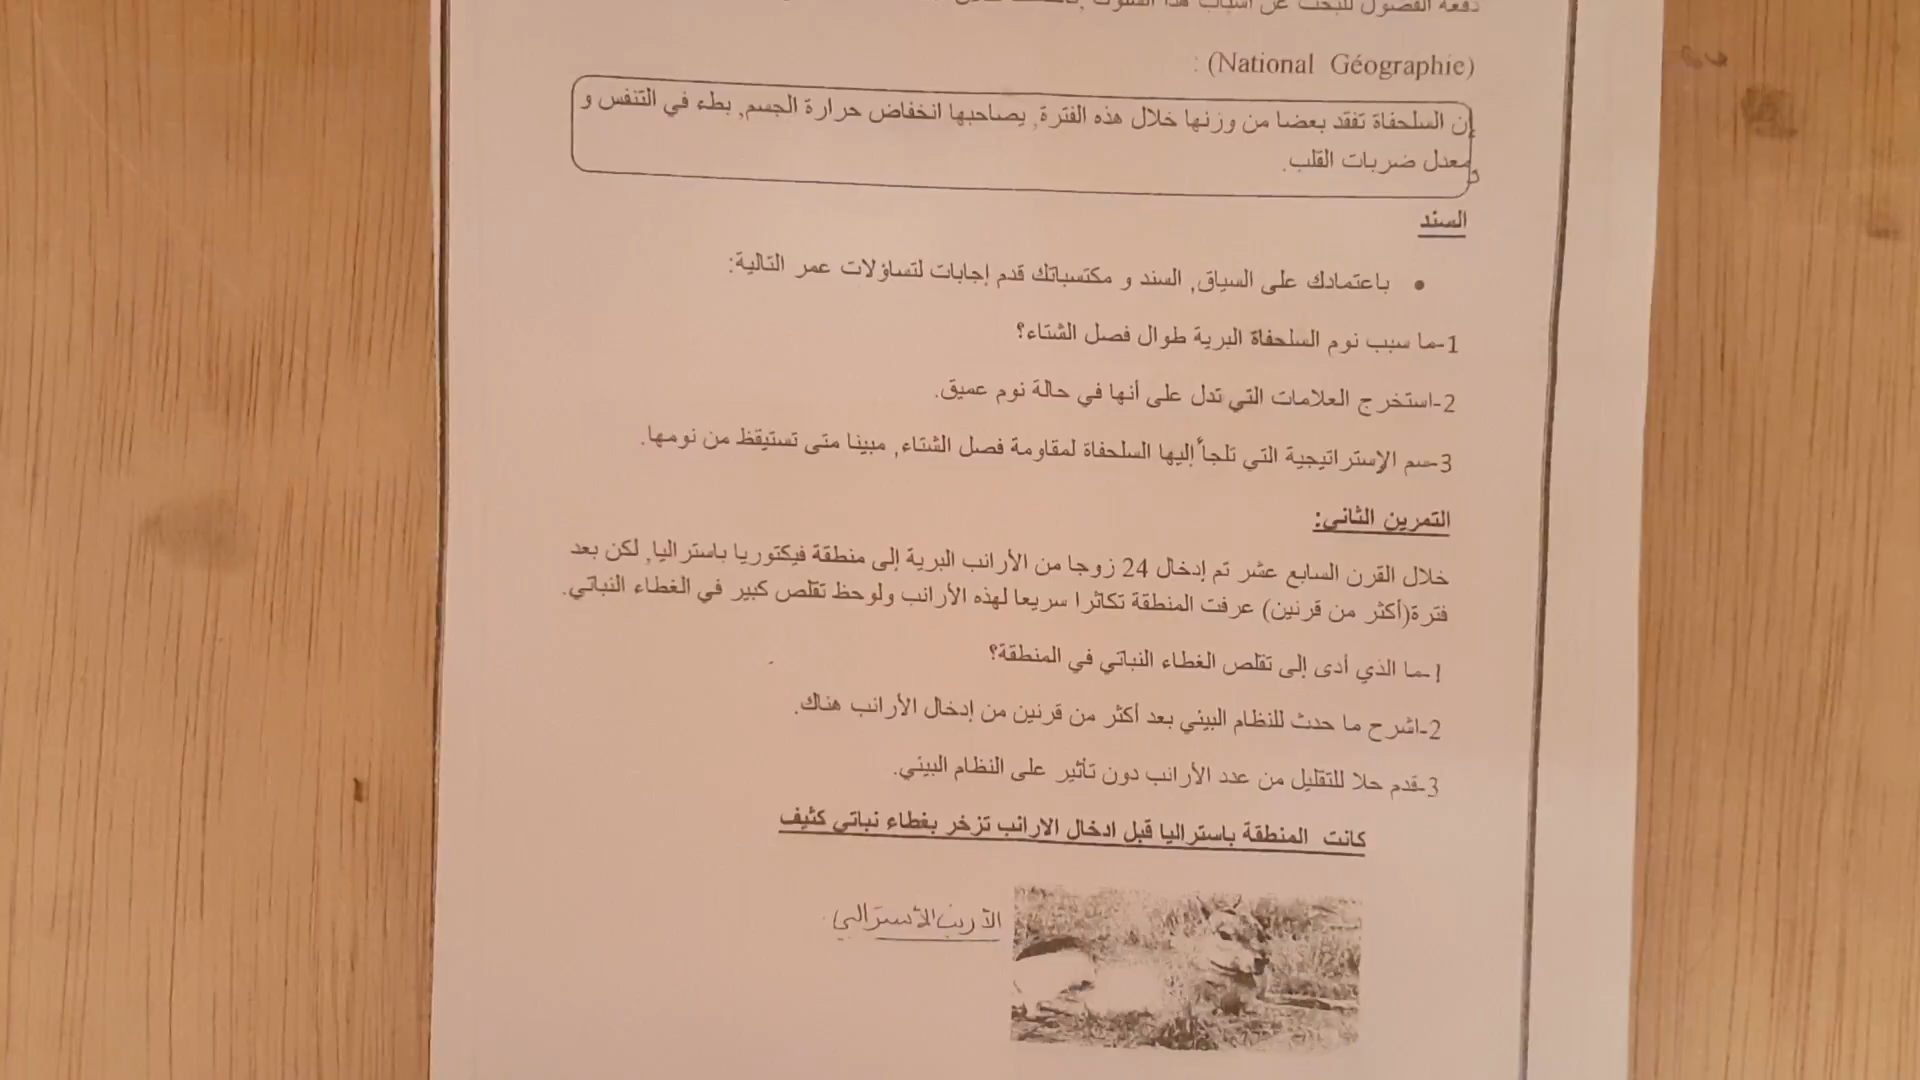 دفعه الفضول للبحث عن أسباب هذا
(National Géographie) :
إن السلحفاة تفقد بعضا من وزنها خلال هذه الفترة, يصاحبها انخفاض حرارة الجسم, بطء في التنفس و
معدل ضربات القلب.
السند
• باعتمادك على السياق, السند و مكتسباتك قدم إجابات لتساؤلات عمر التالية:
1-ما سبب نوم السلحفاة البرية طوال فصل الشتاء؟
2-استخرج العلامات التي تدل على أنها في حالة نوم عميق.
3-سم الإستراتيجية التي تلجأ إليها السلحفاة لمقاومة فصل الشتاء, مبينا متى تستيقظ من نومها.
التمرين الثاني:
خلال القرن السابع عشر تم إدخال 24 زوجا من الأرانب البرية إلى منطقة فيكتوريا باستراليا, لكن بعد
فترة(أكثر من قرنين) عرفت المنطقة تكاثرا سريعا لهذه الأرانب ولوحظ تقلص كبير في الغطاء النباتي.
1-ما الذي أدى إلى تقلص الغطاء النباتي في المنطقة؟
2-اشرح ما حدث للنظام البيئي بعد أكثر من قرنين من إدخال الأرانب هناك.
3-قدم حلا للتقليل من عدد الأرانب دون تأثير على النظام البيئي.
كانت المنطقة باستراليا قبل ادخال الارانب تزخر بغطاء نباتي كثيف
الأرنب الأسترالي